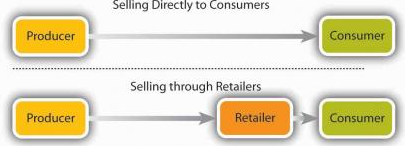 Selling Directly to Consumers
Producer Consumer
Selling through Retailers
Producer Retailer Consumer